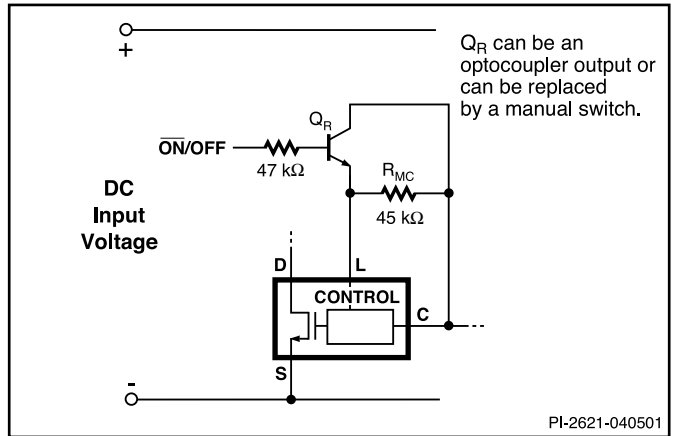 +
Q_R can be an
optocoupler output or
can be replaced
by a manual switch.
Q_R
O̅N̅/OFF
47 kΩ
R_MC
45 kΩ
DC
Input
Voltage
D
L
CONTROL
C
S
-
PI-2621-040501